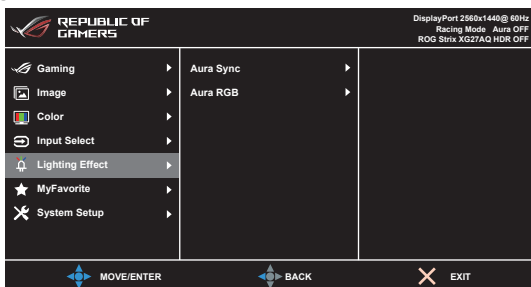 REPUBLIC OF
GAMERS
DisplayPort 2560x1440@ 60Hz
Racing Mode Aura OFF
ROG Strix XG27AQ HDR OFF
Gaming
Image
Color
Input Select
Lighting Effect
MyFavorite
System Setup
Aura Sync
Aura RGB
MOVE/ENTER
BACK
EXIT